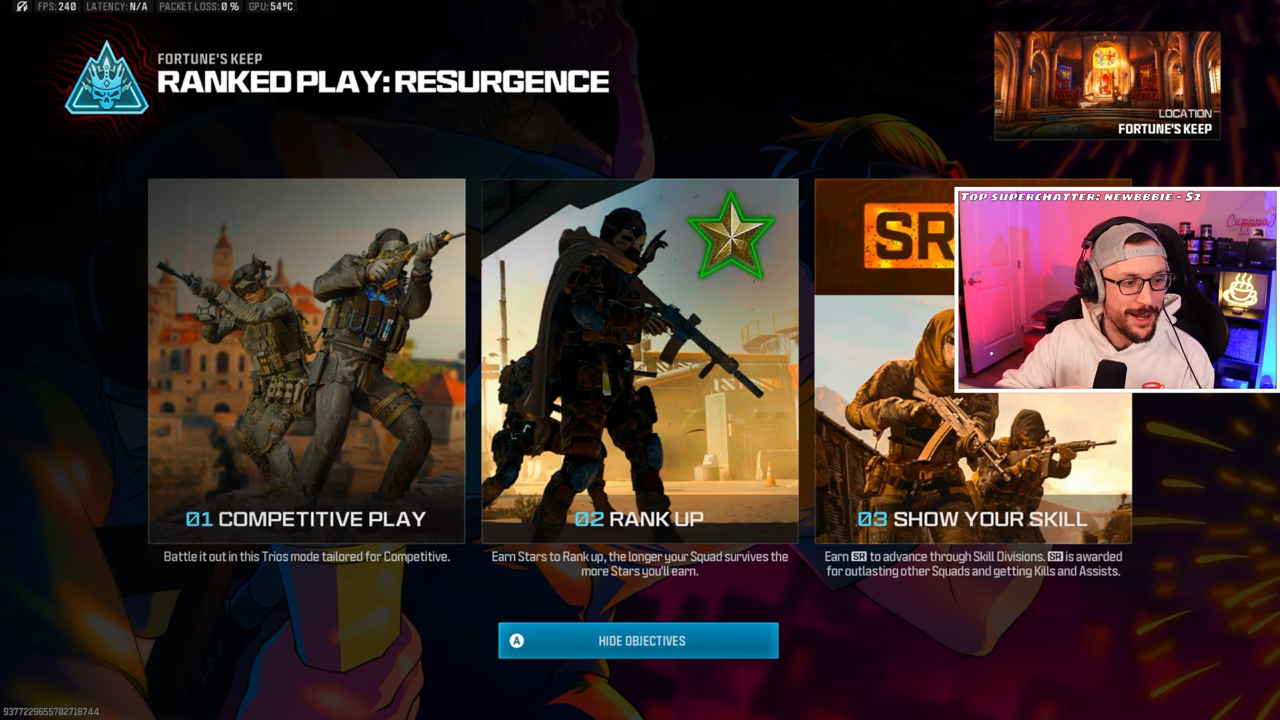 FPS: 240 LATENCY: N/A PACKET LOSS: 0 % GPU: 54°C
FORTUNE'S KEEP
RANKED PLAY: RESURGENCE
LOCATION
FORTUNE'S KEEP
TOP SUPERCHATTER: NEWBBBIE - $2
SR
01 COMPETITIVE PLAY
Battle it out in this Trios mode tailored for Competitive.
02 RANK UP
Earn Stars to Rank up, the longer your Squad survives the
more Stars you'll earn.
03 SHOW YOUR SKILL
Earn SR to advance through Skill Divisions. SR is awarded
for outlasting other Squads and getting Kills and Assists.
A HIDE OBJECTIVES
9377229655702718744